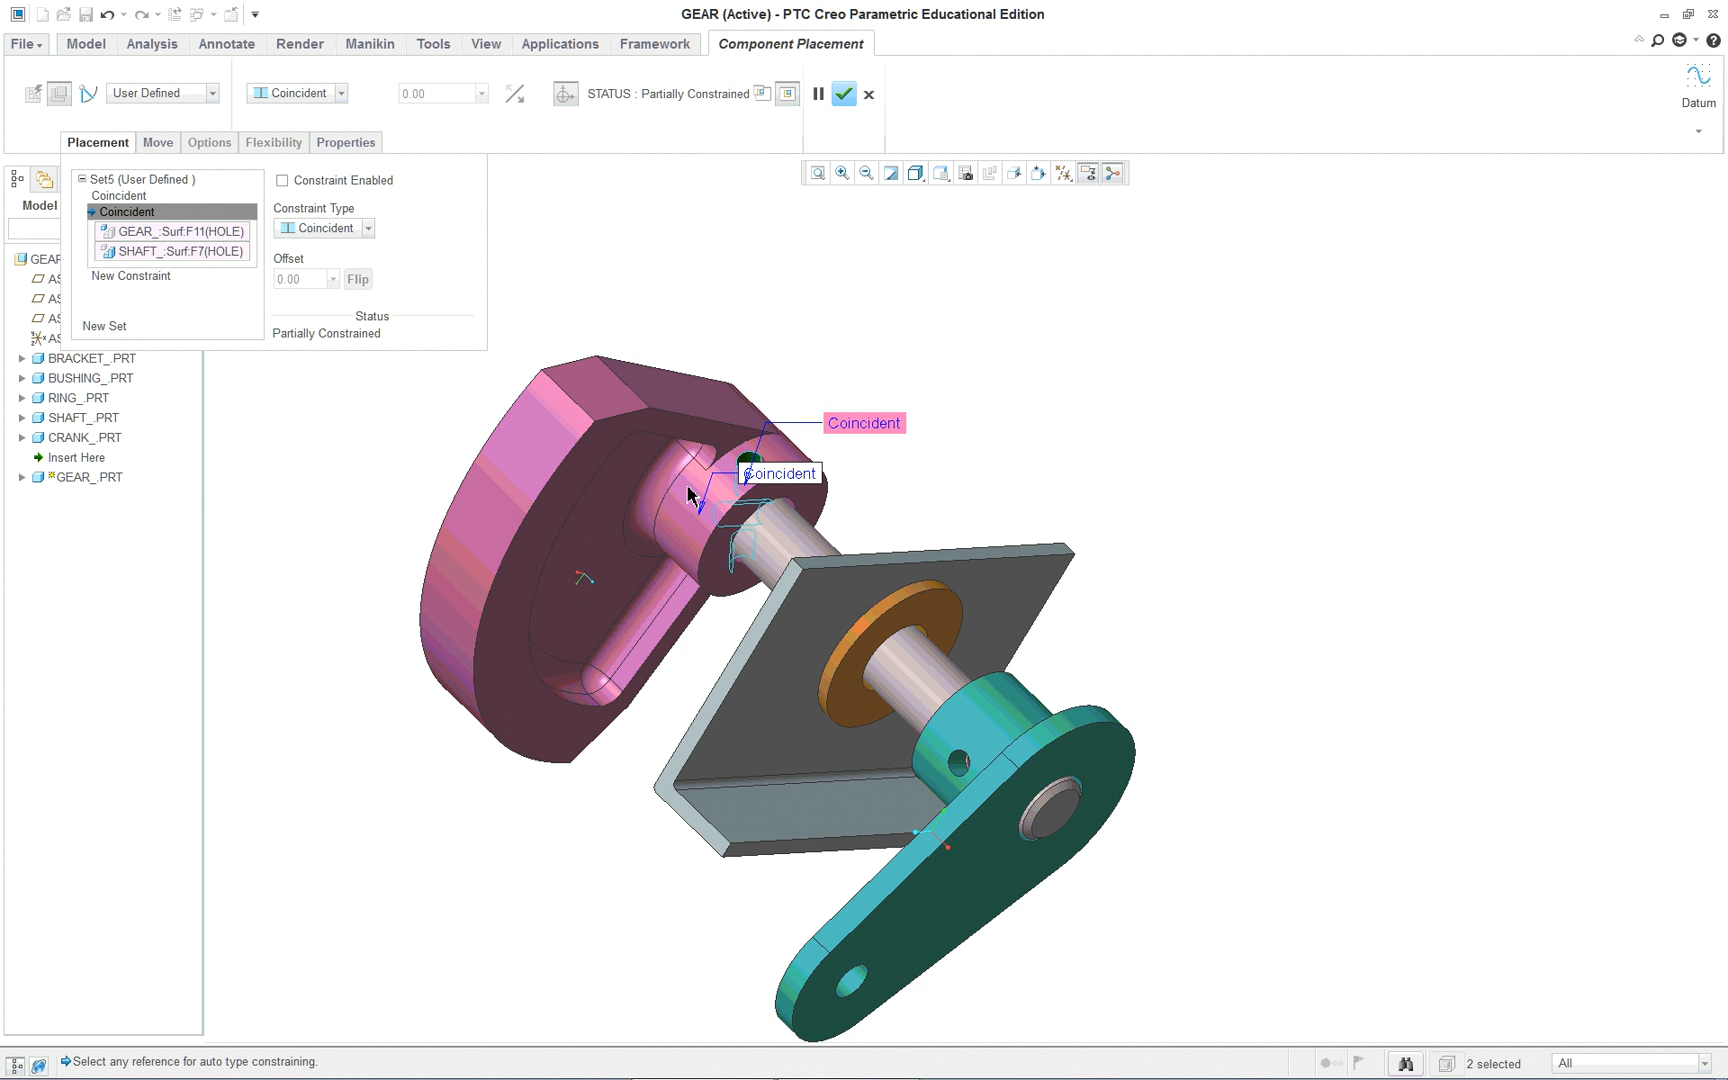 GEAR (Active) - PTC Creo Parametric Educational Edition
File Model Analysis Annotate Render Manikin Tools View Applications Framework Component Placement
User Defined Coincident 0.00 STATUS : Partially Constrained
Datum
Placement Move Options Flexibility Properties
Set5 (User Defined )
Coincident
Coincident
GEAR_:Surf:F11(HOLE)
SHAFT_:Surf:F7(HOLE)
New Constraint
New Set
Constraint Enabled
Constraint Type
Coincident
Offset
0.00 Flip
Status
Partially Constrained
Model
GEAR
AS
AS
AS
AS
BRACKET_.PRT
BUSHING_.PRT
RING_.PRT
SHAFT_.PRT
CRANK_.PRT
Insert Here
GEAR_.PRT
Coincident
Coincident
Select any reference for auto type constraining.
2 selected All